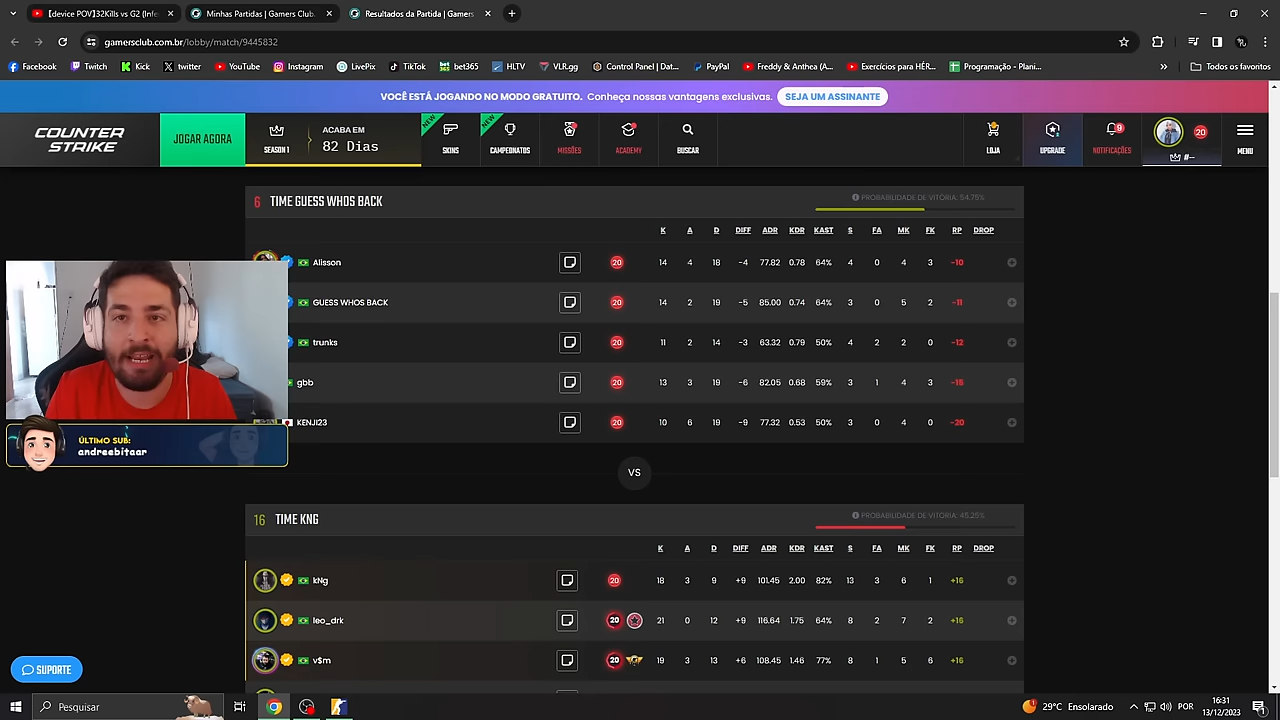 [device POV]32Kills vs G2 (Infe
Minhas Partidas | Gamers Club.
Resultados da Partida | Gamers
gamersclub.com.br/lobby/match/9445832
Facebook Twitch Kick twitter YouTube Instagram LivePix TikTok bet365 HLTV VLR.gg Control Panel | Dat... PayPal Freddy & Anthea (A... Exercícios para HÉR... Programação - Plani... Todos os favoritos
VOCÊ ESTÁ JOGANDO NO MODO GRATUITO. Conheça nossas vantagens exclusivas. SEJA UM ASSINANTE
COUNTER STRIKE
JOGAR AGORA
SEASON 1
ACABA EM
82 Dias
NEW SKINS
NEW CAMPEONATOS
MISSÕES
ACADEMY
BUSCAR
LOJA
UPGRADE
9 NOTIFICAÇÕES
20
#--
MENU
6 TIME GUESS WHOS BACK PROBABILIDADE DE VITÓRIA: 54.75%
K A D DIFF ADR KDR KAST S FA MK FK RP DROP
Alisson 20 14 4 18 -4 77.82 0.78 64% 4 0 4 3 -10
GUESS WHOS BACK 20 14 2 19 -5 85.00 0.74 64% 3 0 5 2 -11
trunks 20 11 2 14 -3 63.32 0.79 50% 4 2 2 0 -12
gbb 20 13 3 19 -6 82.05 0.68 59% 3 1 4 3 -15
KENJI23 20 10 6 19 -9 77.32 0.53 50% 3 0 4 0 -20
ÚLTIMO SUB:
andreebitaar
VS
16 TIME KNG PROBABILIDADE DE VITÓRIA: 45.25%
K A D DIFF ADR KDR KAST S FA MK FK RP DROP
kNg 20 18 3 9 +9 101.45 2.00 82% 13 3 6 1 +16
leo_drk 20 21 0 12 +9 116.64 1.75 64% 8 2 7 2 +16
v$m 20 19 3 13 +6 108.45 1.46 77% 8 1 5 6 +16
SUPORTE
Pesquisar
29°C Ensolarado
POR
16:31
13/12/2023